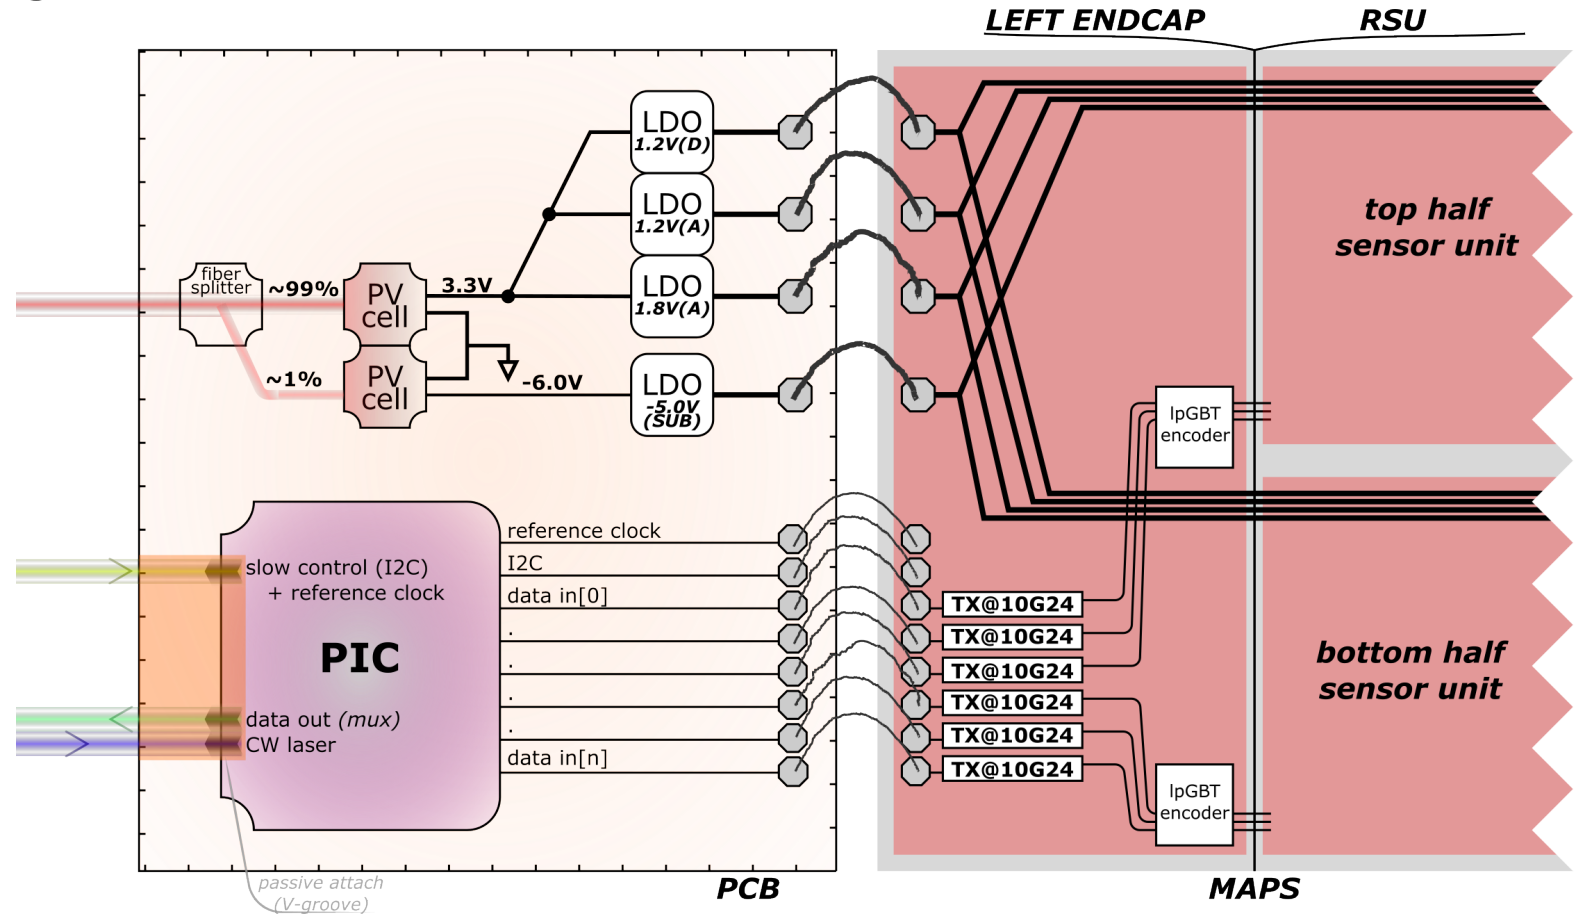 LEFT ENDCAP
RSU
LDO
1.2V(D)
LDO
1.2V(A)
LDO
1.8V(A)
LDO
-5.0V
(SUB)
top half
sensor unit
fiber
splitter
~99%
PV
cell
3.3V
~1%
PV
cell
-6.0V
lpGBT
encoder
reference clock
I2C
data in[0]
.
.
.
.
data in[n]
slow control (I2C)
+ reference clock
PIC
data out (mux)
CW laser
TX@10G24
TX@10G24
TX@10G24
TX@10G24
TX@10G24
TX@10G24
bottom half
sensor unit
lpGBT
encoder
passive attach
(V-groove)
PCB
MAPS